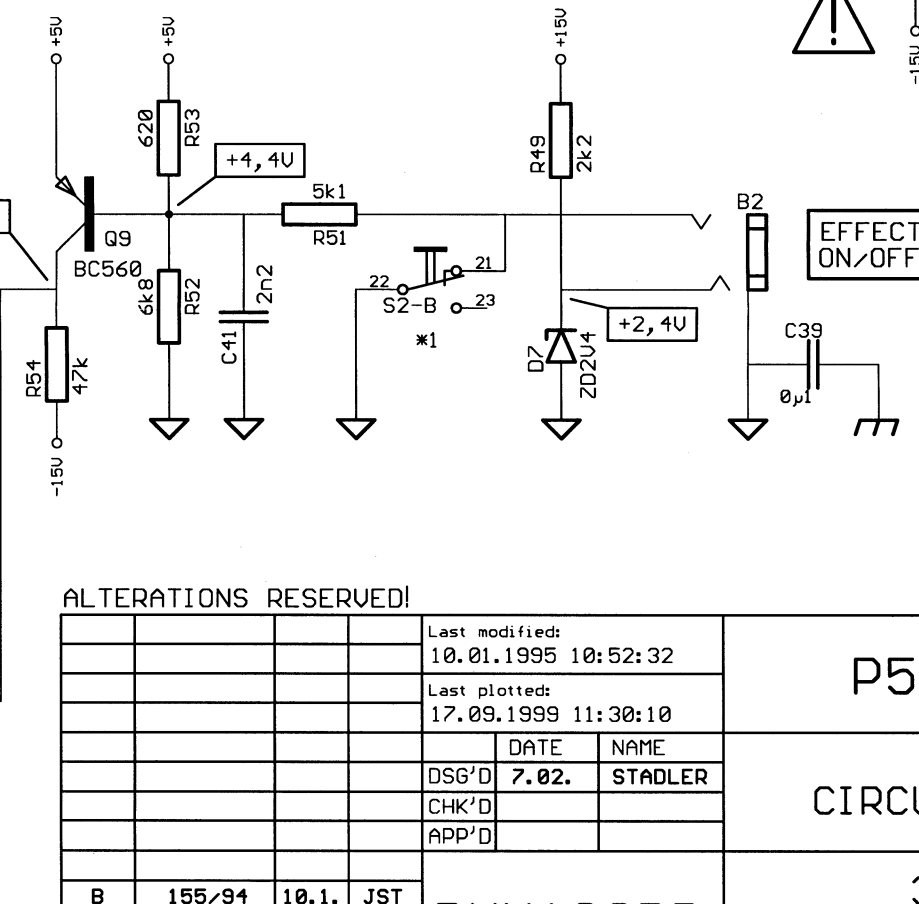 +5V
+5V
+15V
-15V
620
R53
+4,4V
R49
2k2
5k1
R51
B2
EFFECT
ON/OFF
Q9
BC560
6k8
R52
2n2
C41
22
21
23
S2-B
*1
+2,4V
D7
ZD2V4
C39
0µ1
R54
47k
-15V
ALTERATIONS RESERVED!
Last modified:
10.01.1995 10:52:32
Last plotted:
17.09.1999 11:30:10
P5
DATE NAME
DSG'D 7.02. STADLER
CHK'D
APP'D
CIRCU
B 155/94 10.1. JST